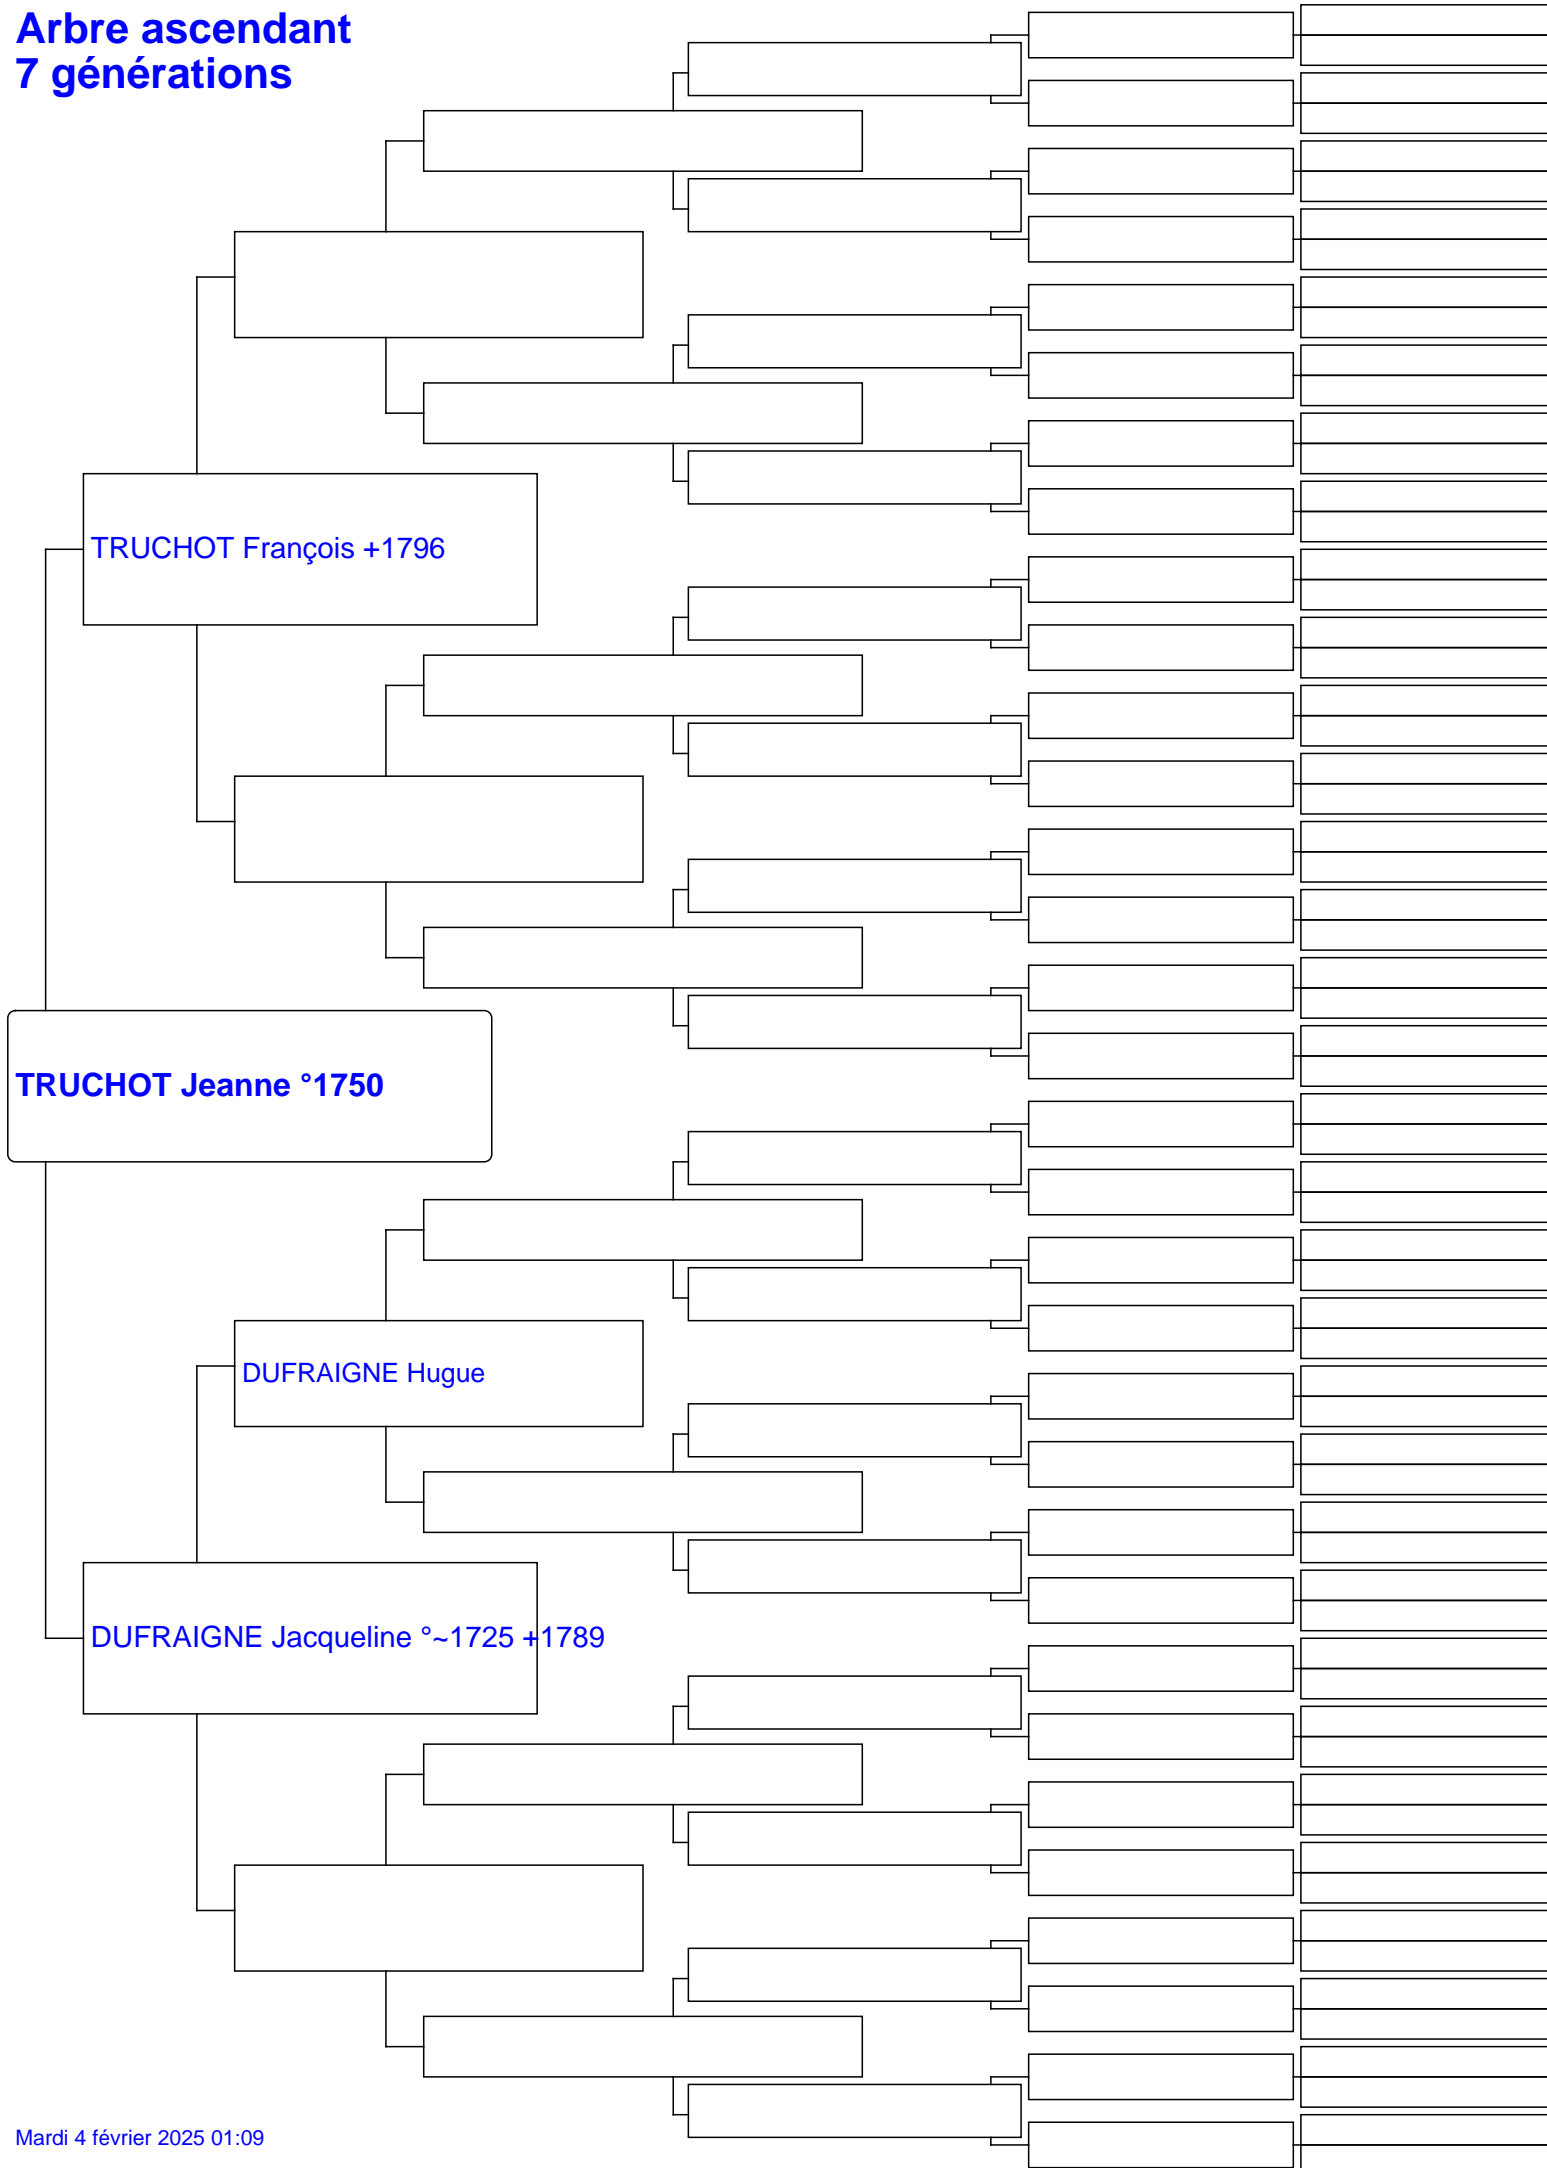 Arbre ascendant
7 générations
TRUCHOT François +1796
TRUCHOT Jeanne °1750
DUFRAIGNE Hugue
DUFRAIGNE Jacqueline °~1725 +1789
Mardi 4 février 2025 01:09